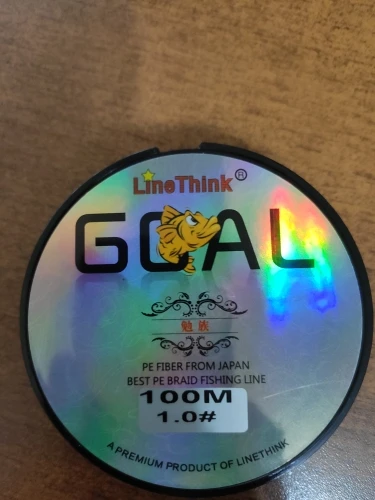 LineThink®
GOAL
勉族
PE FIBER FROM JAPAN
BEST PE BRAID FISHING LINE
100M
1.0#
A PREMIUM PRODUCT OF LINETHINK